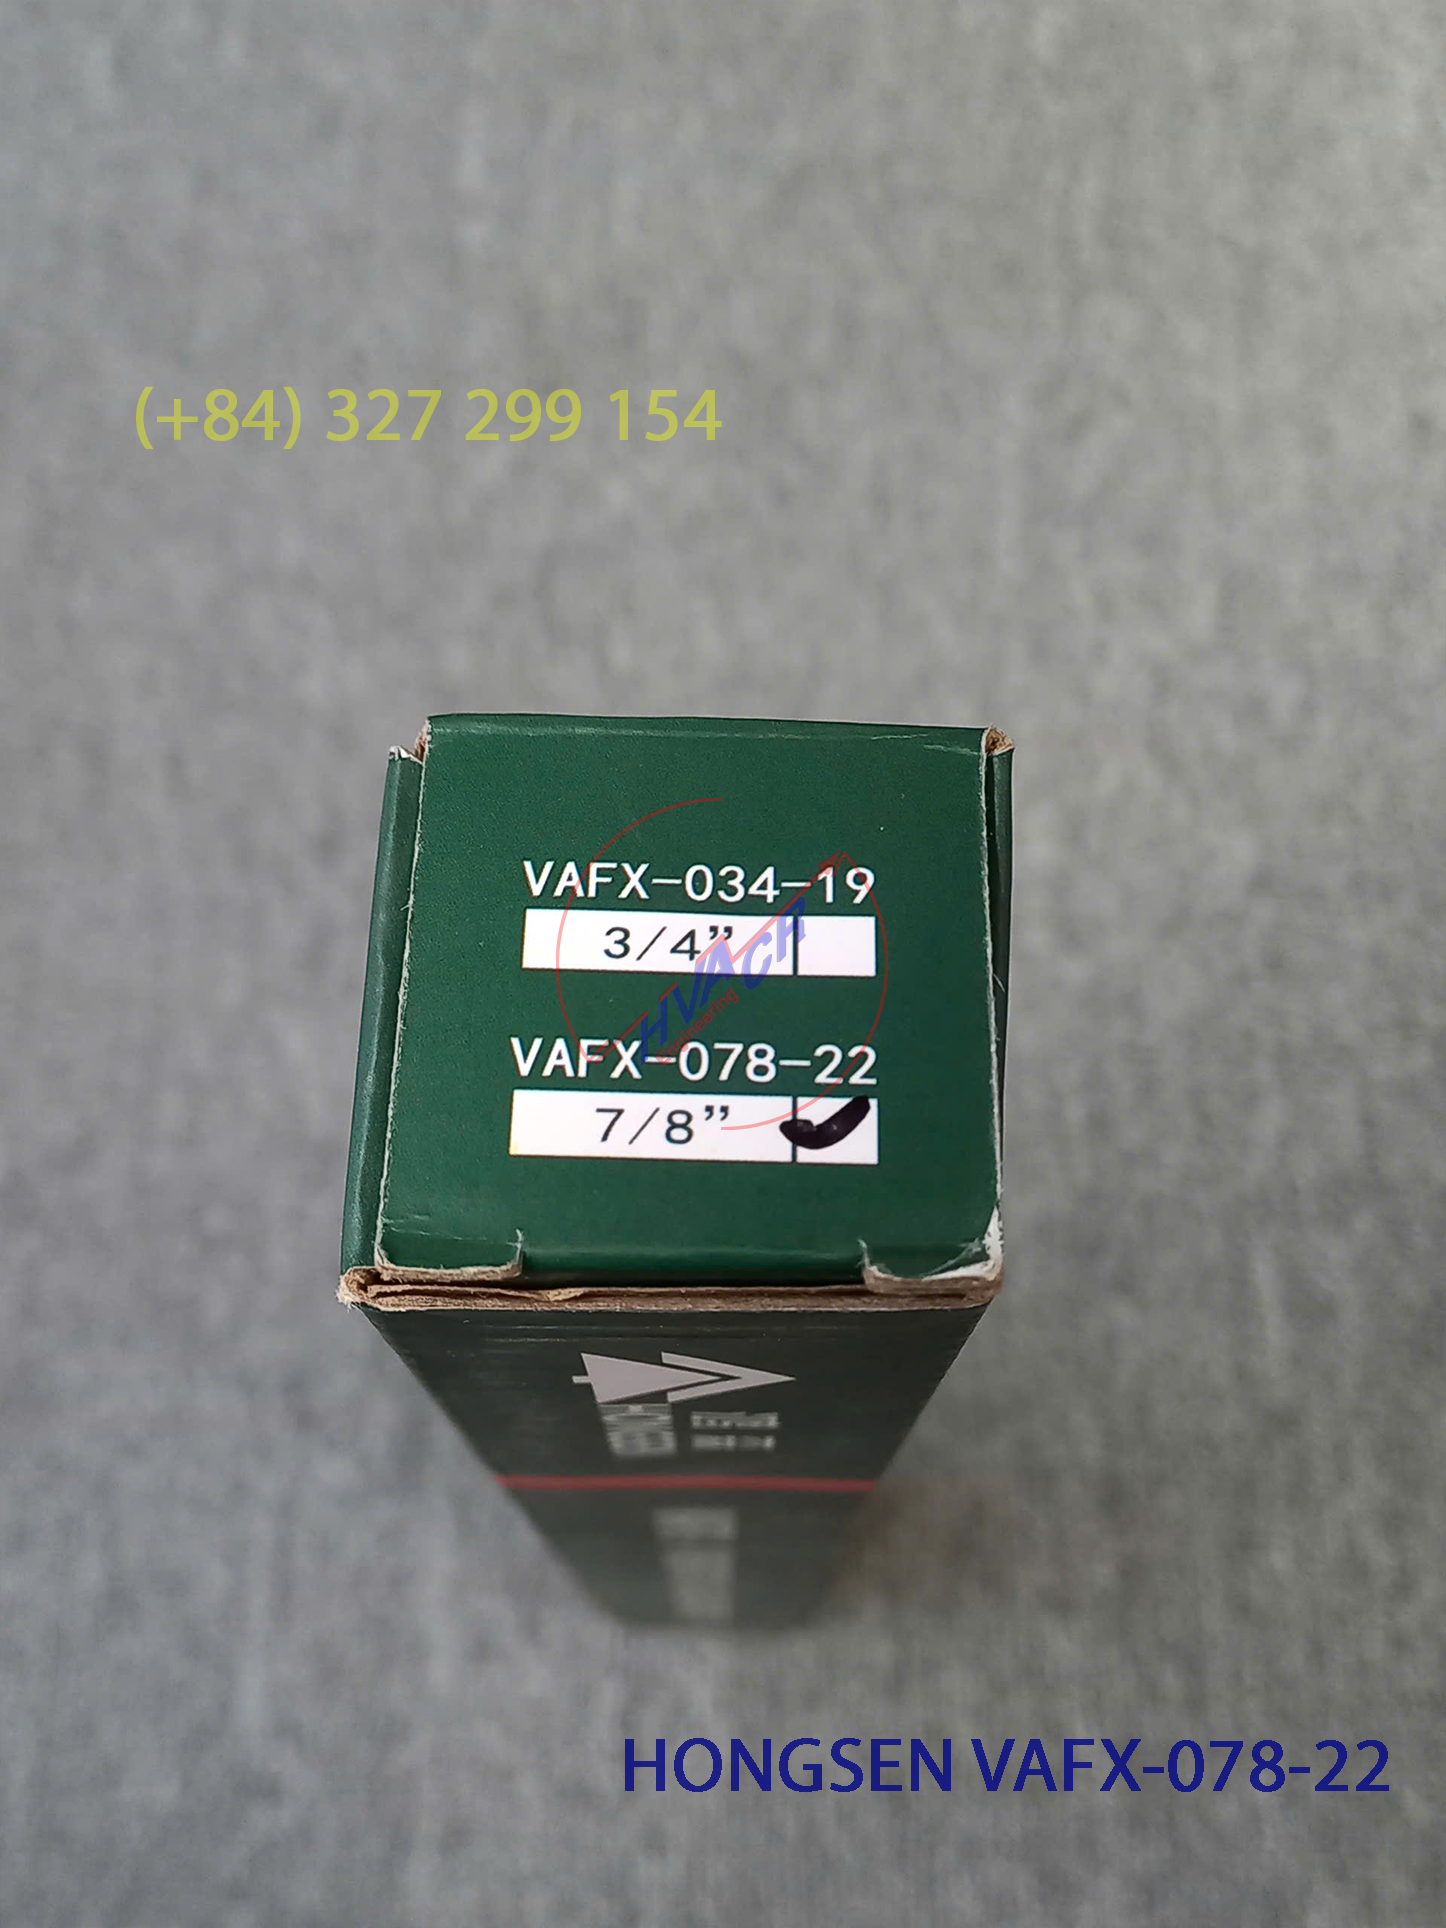 (+84) 327 299 154
VAFX-034-19
3/4”
HVACR
Engineering
VAFX-078-22
7/8”
HONGSEN VAFX-078-22